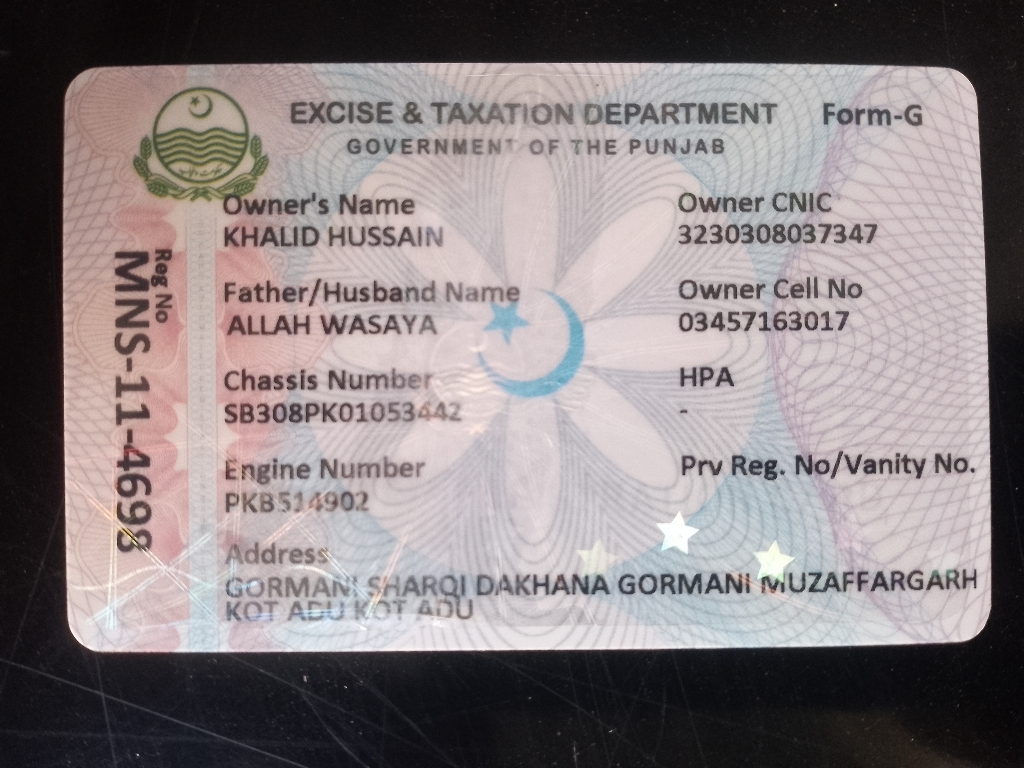 EXCISE & TAXATION DEPARTMENT Form-G
GOVERNMENT OF THE PUNJAB
Reg No
MNS-11-4698
Owner's Name
KHALID HUSSAIN
Owner CNIC
3230308037347
Father/Husband Name
ALLAH WASAYA
Owner Cell No
03457163017
Chassis Number
SB308PK01053442
HPA
-
Engine Number
PKB514902
Prv Reg. No/Vanity No.
Address
GORMANI SHARQI DAKHANA GORMANI MUZAFFARGARH
KOT ADU KOT ADU